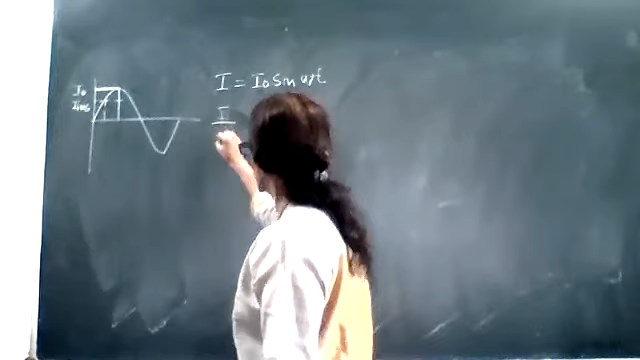 I = I₀ sin ωt
I₀
Irms
I